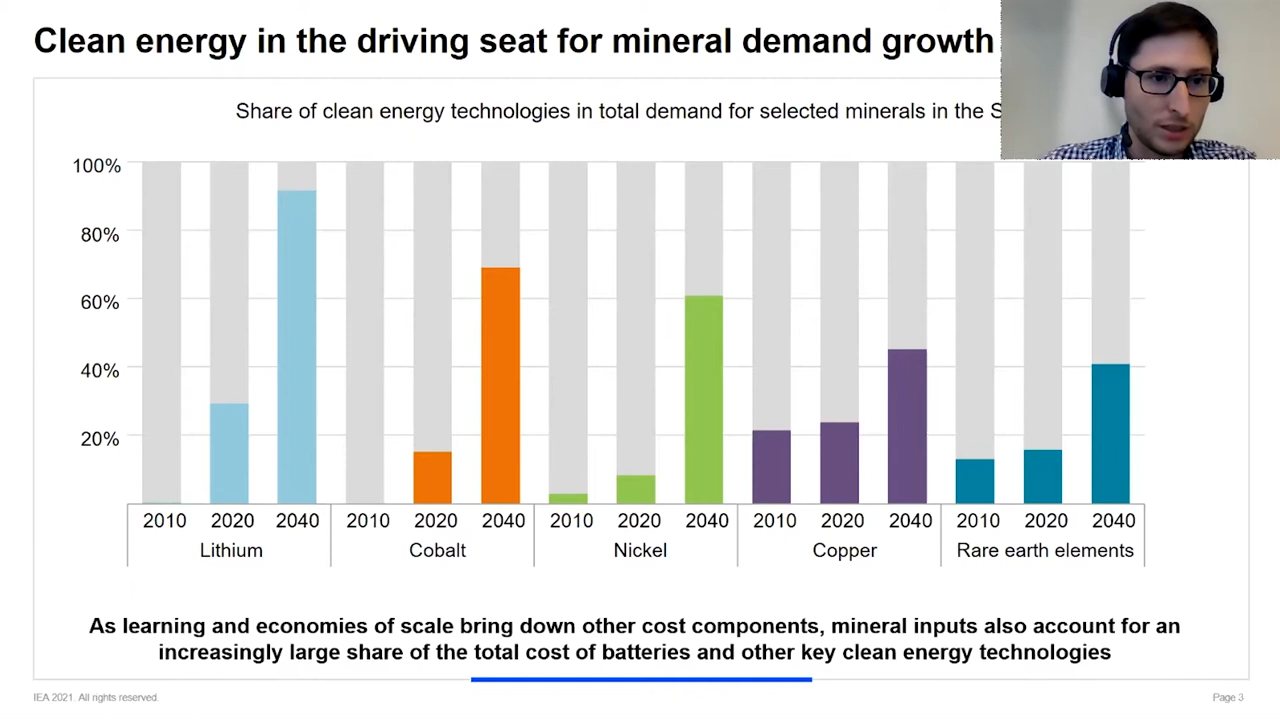 Clean energy in the driving seat for mineral demand growth
Share of clean energy technologies in total demand for selected minerals in the S
100%
80%
60%
40%
20%
2010 2020 2040 2010 2020 2040 2010 2020 2040 2010 2020 2040 2010 2020 2040
Lithium Cobalt Nickel Copper Rare earth elements
As learning and economies of scale bring down other cost components, mineral inputs also account for an
increasingly large share of the total cost of batteries and other key clean energy technologies
IEA 2021. All rights reserved. Page 3